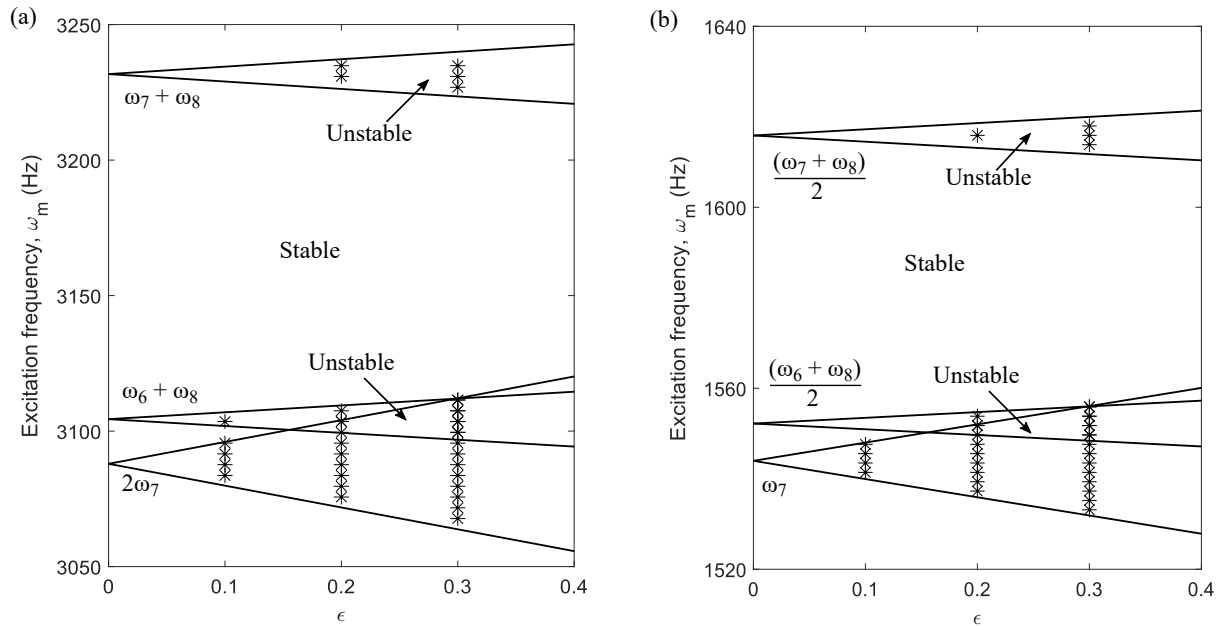 (a)
3250
3200
3150
3100
3050
Excitation frequency, ω_m (Hz)
ω₇ + ω₈
Unstable
Stable
Unstable
ω₆ + ω₈
2ω₇
0 0.1 0.2 0.3 0.4
ϵ
(b)
1640
1600
1560
1520
Excitation frequency, ω_m (Hz)
(ω₇ + ω₈)
2
Unstable
Stable
(ω₆ + ω₈)
2
Unstable
ω₇
0 0.1 0.2 0.3 0.4
ϵ